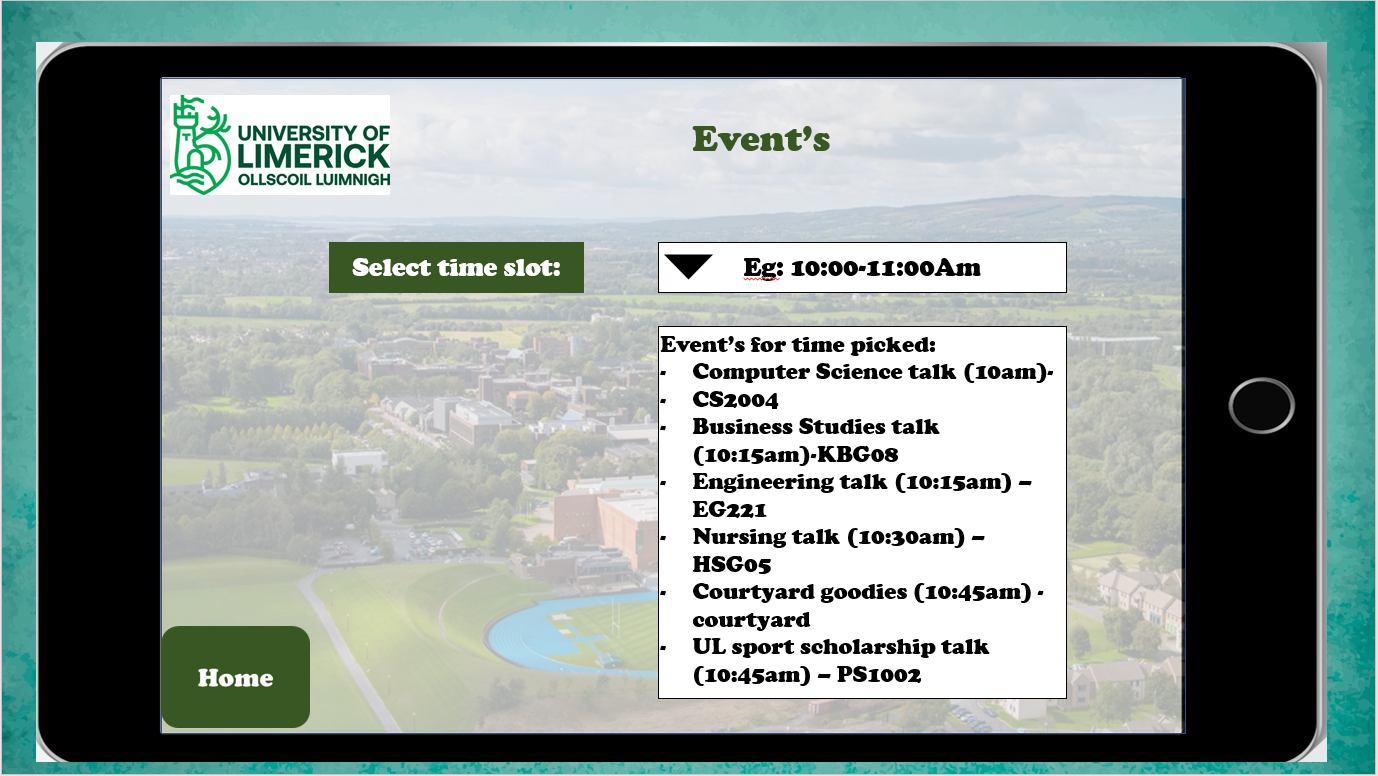 UNIVERSITY OF
LIMERICK
OLLSCOIL LUIMNIGH
Event’s
Select time slot:
Eg: 10:00-11:00Am
Event’s for time picked:
- Computer Science talk (10am)-
- CS2004
- Business Studies talk
(10:15am)-KBG08
- Engineering talk (10:15am) –
EG221
- Nursing talk (10:30am) –
HSG05
- Courtyard goodies (10:45am) -
courtyard
- UL sport scholarship talk
(10:45am) – PS1002
Home